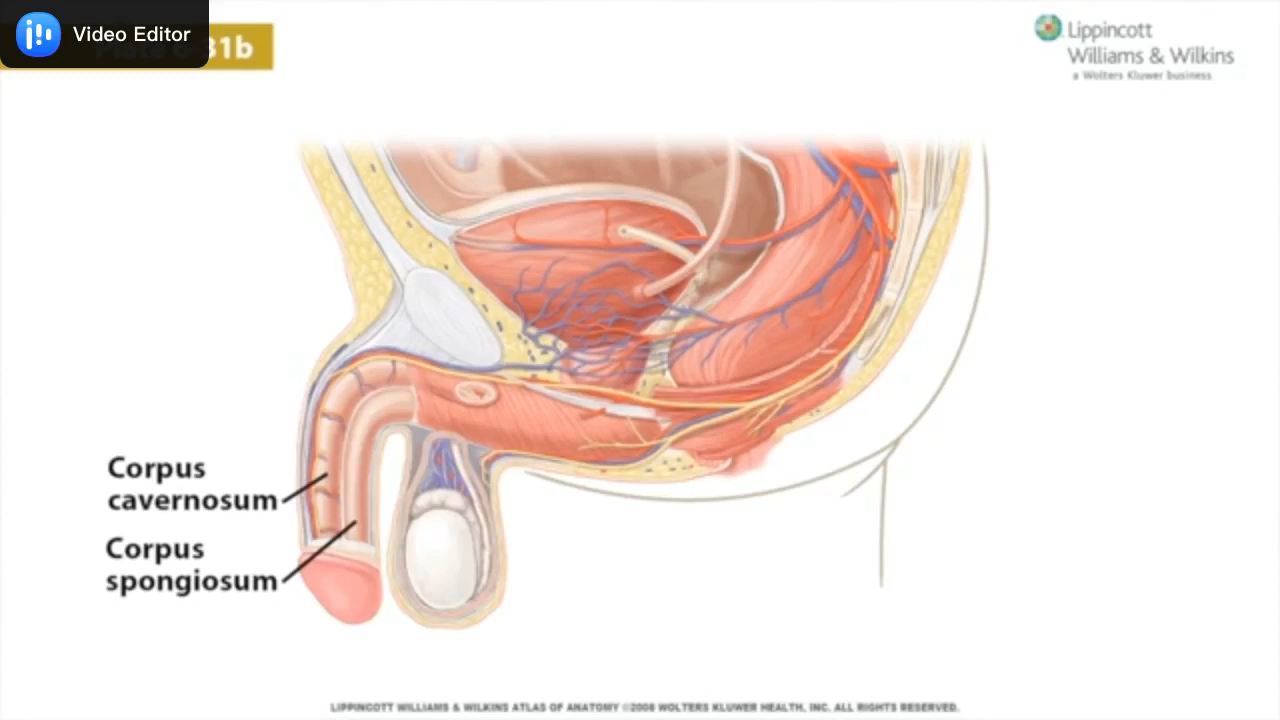 Video Editor
31b
Lippincott
Williams & Wilkins
a Wolters Kluwer business
Corpus
cavernosum
Corpus
spongiosum
LIPPINCOTT WILLIAMS & WILKINS ATLAS OF ANATOMY ©2008 WOLTERS KLUWER HEALTH, INC. ALL RIGHTS RESERVED.